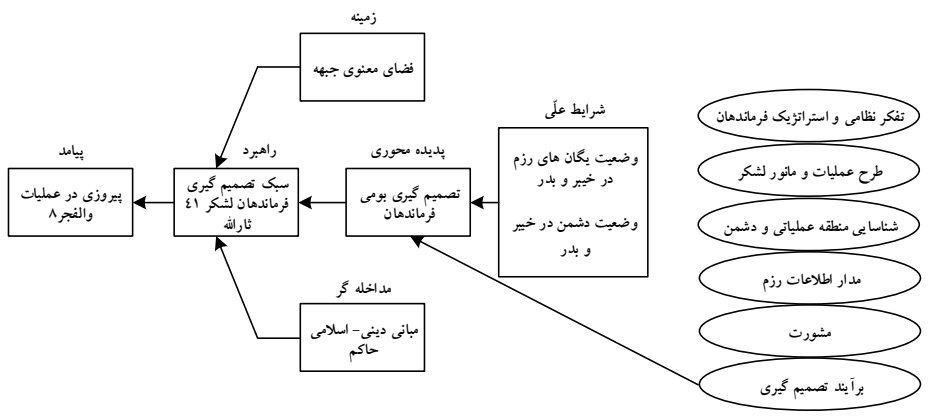 زمینه
فضای معنوی جبهه
شرایط علّی
وضعیت یگان های رزم
در خیبر و بدر
وضعیت دشمن در خیبر
و بدر
پدیده محوری
تصمیم گیری بومی
فرماندهان
راهبرد
سبک تصمیم گیری
فرماندهان لشکر ٤١
ثارالله
پیامد
پیروزی در عملیات
والفجر٨
مداخله گر
مبانی دینی- اسلامی
حاکم
تفکر نظامی و استراتژیک فرماندهان
طرح عملیات و مانور لشکر
شناسایی منطقه عملیاتی و دشمن
مدار اطلاعات رزم
مشورت
برآیند تصمیم گیری